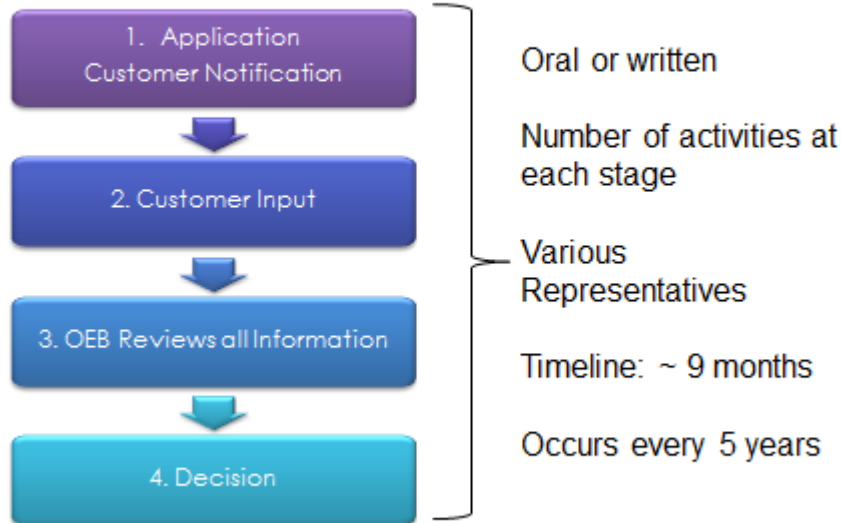 1. Application
Customer Notification
2. Customer Input
3. OEB Reviews all Information
4. Decision
Oral or written
Number of activities at
each stage
Various
Representatives
Timeline: ~ 9 months
Occurs every 5 years